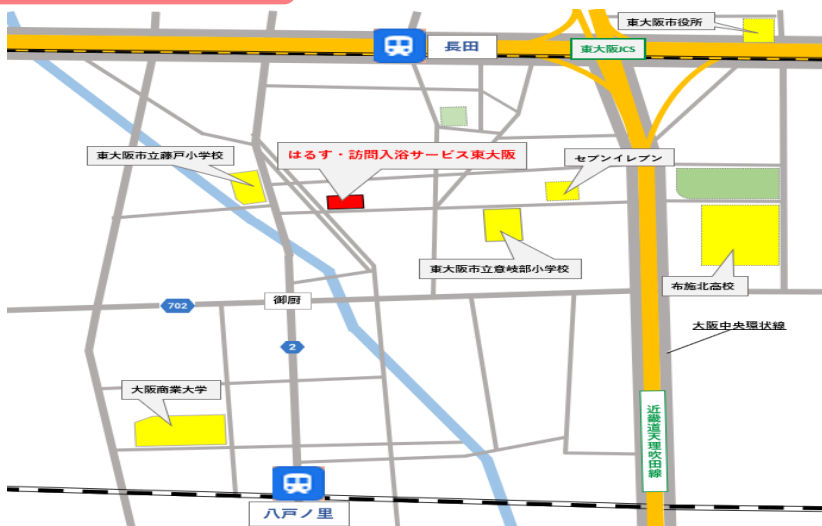 東大阪市役所
長田
東大阪JCS
東大阪市立藤戸小学校
はるす・訪問入浴サービス東大阪
セブンイレブン
東大阪市立意岐部小学校
布施北高校
御厨
702
大阪中央環状線
2
大阪商業大学
近畿道天理吹田線
八戸ノ里